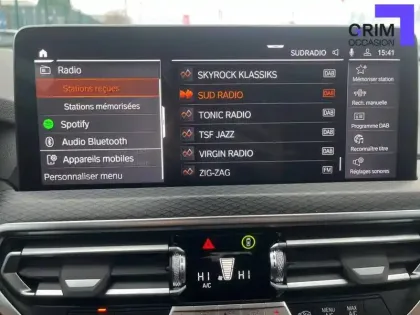 CRIM
OCCASION
SUDRADIO
15:41
Radio
Stations reçues
Stations mémorisées
Spotify
Audio Bluetooth
Appareils mobiles
Personnaliser menu
SKYROCK KLASSIKS DAB
SUD RADIO DAB
TONIC RADIO DAB
TSF JAZZ DAB
VIRGIN RADIO DAB
ZIG-ZAG FM
Mémoriser station
Rech. manuelle
Programme DAB
Reconnaître titre
Réglages sonores
HI HI
A/C
MAX
MENU
A/C